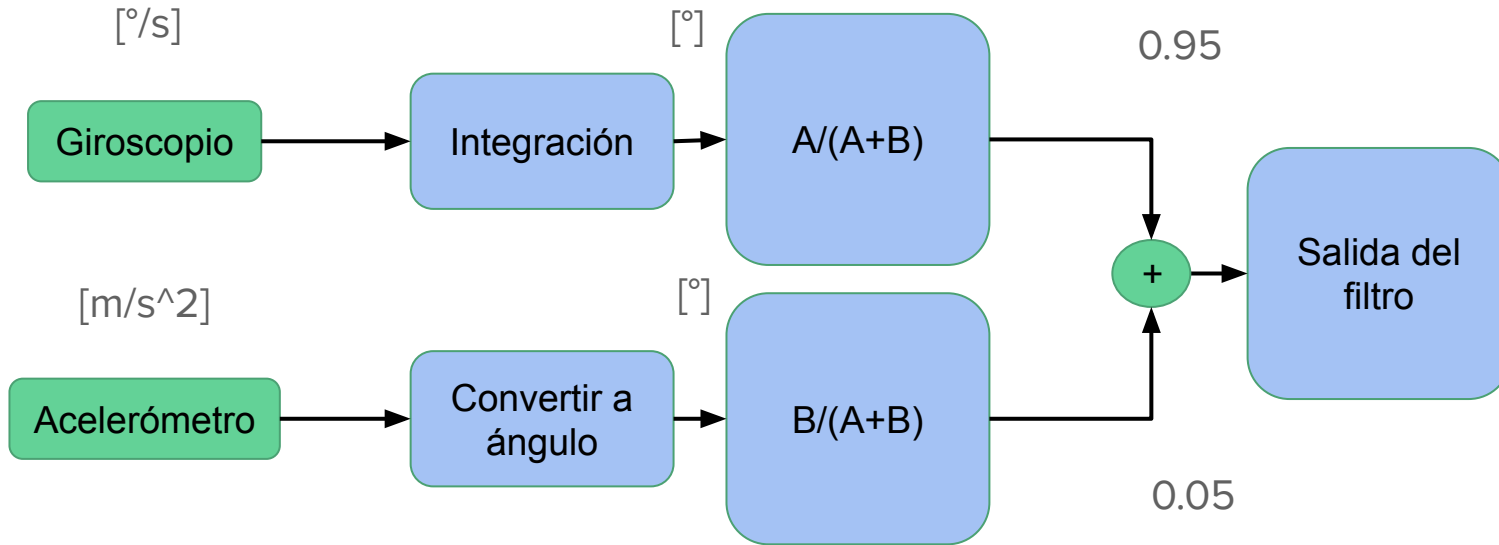 [°/s]
[°]
0.95
Giroscopio
Integración
A/(A+B)
+
Salida del
filtro
[m/s^2]
[°]
Acelerómetro
Convertir a
ángulo
B/(A+B)
0.05